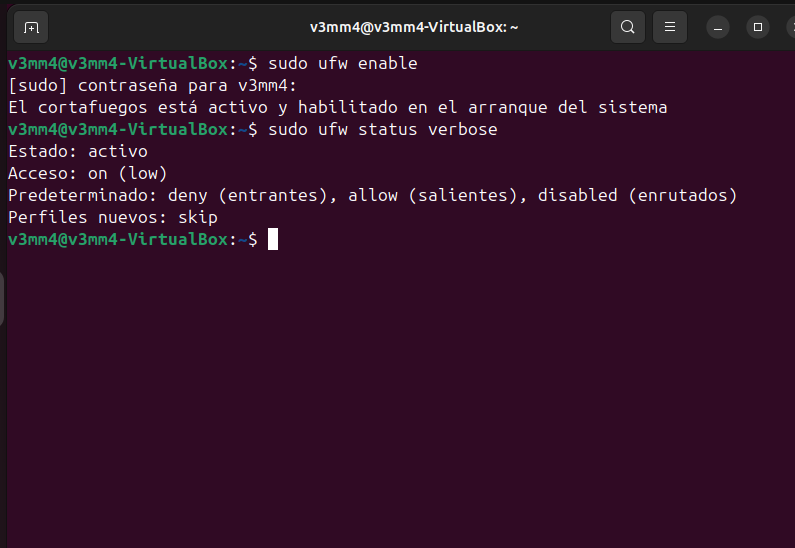 v3mm4@v3mm4-VirtualBox: ~
v3mm4@v3mm4-VirtualBox:~$ sudo ufw enable
[sudo] contraseña para v3mm4:
El cortafuegos está activo y habilitado en el arranque del sistema
v3mm4@v3mm4-VirtualBox:~$ sudo ufw status verbose
Estado: activo
Acceso: on (low)
Predeterminado: deny (entrantes), allow (salientes), disabled (enrutados)
Perfiles nuevos: skip
v3mm4@v3mm4-VirtualBox:~$